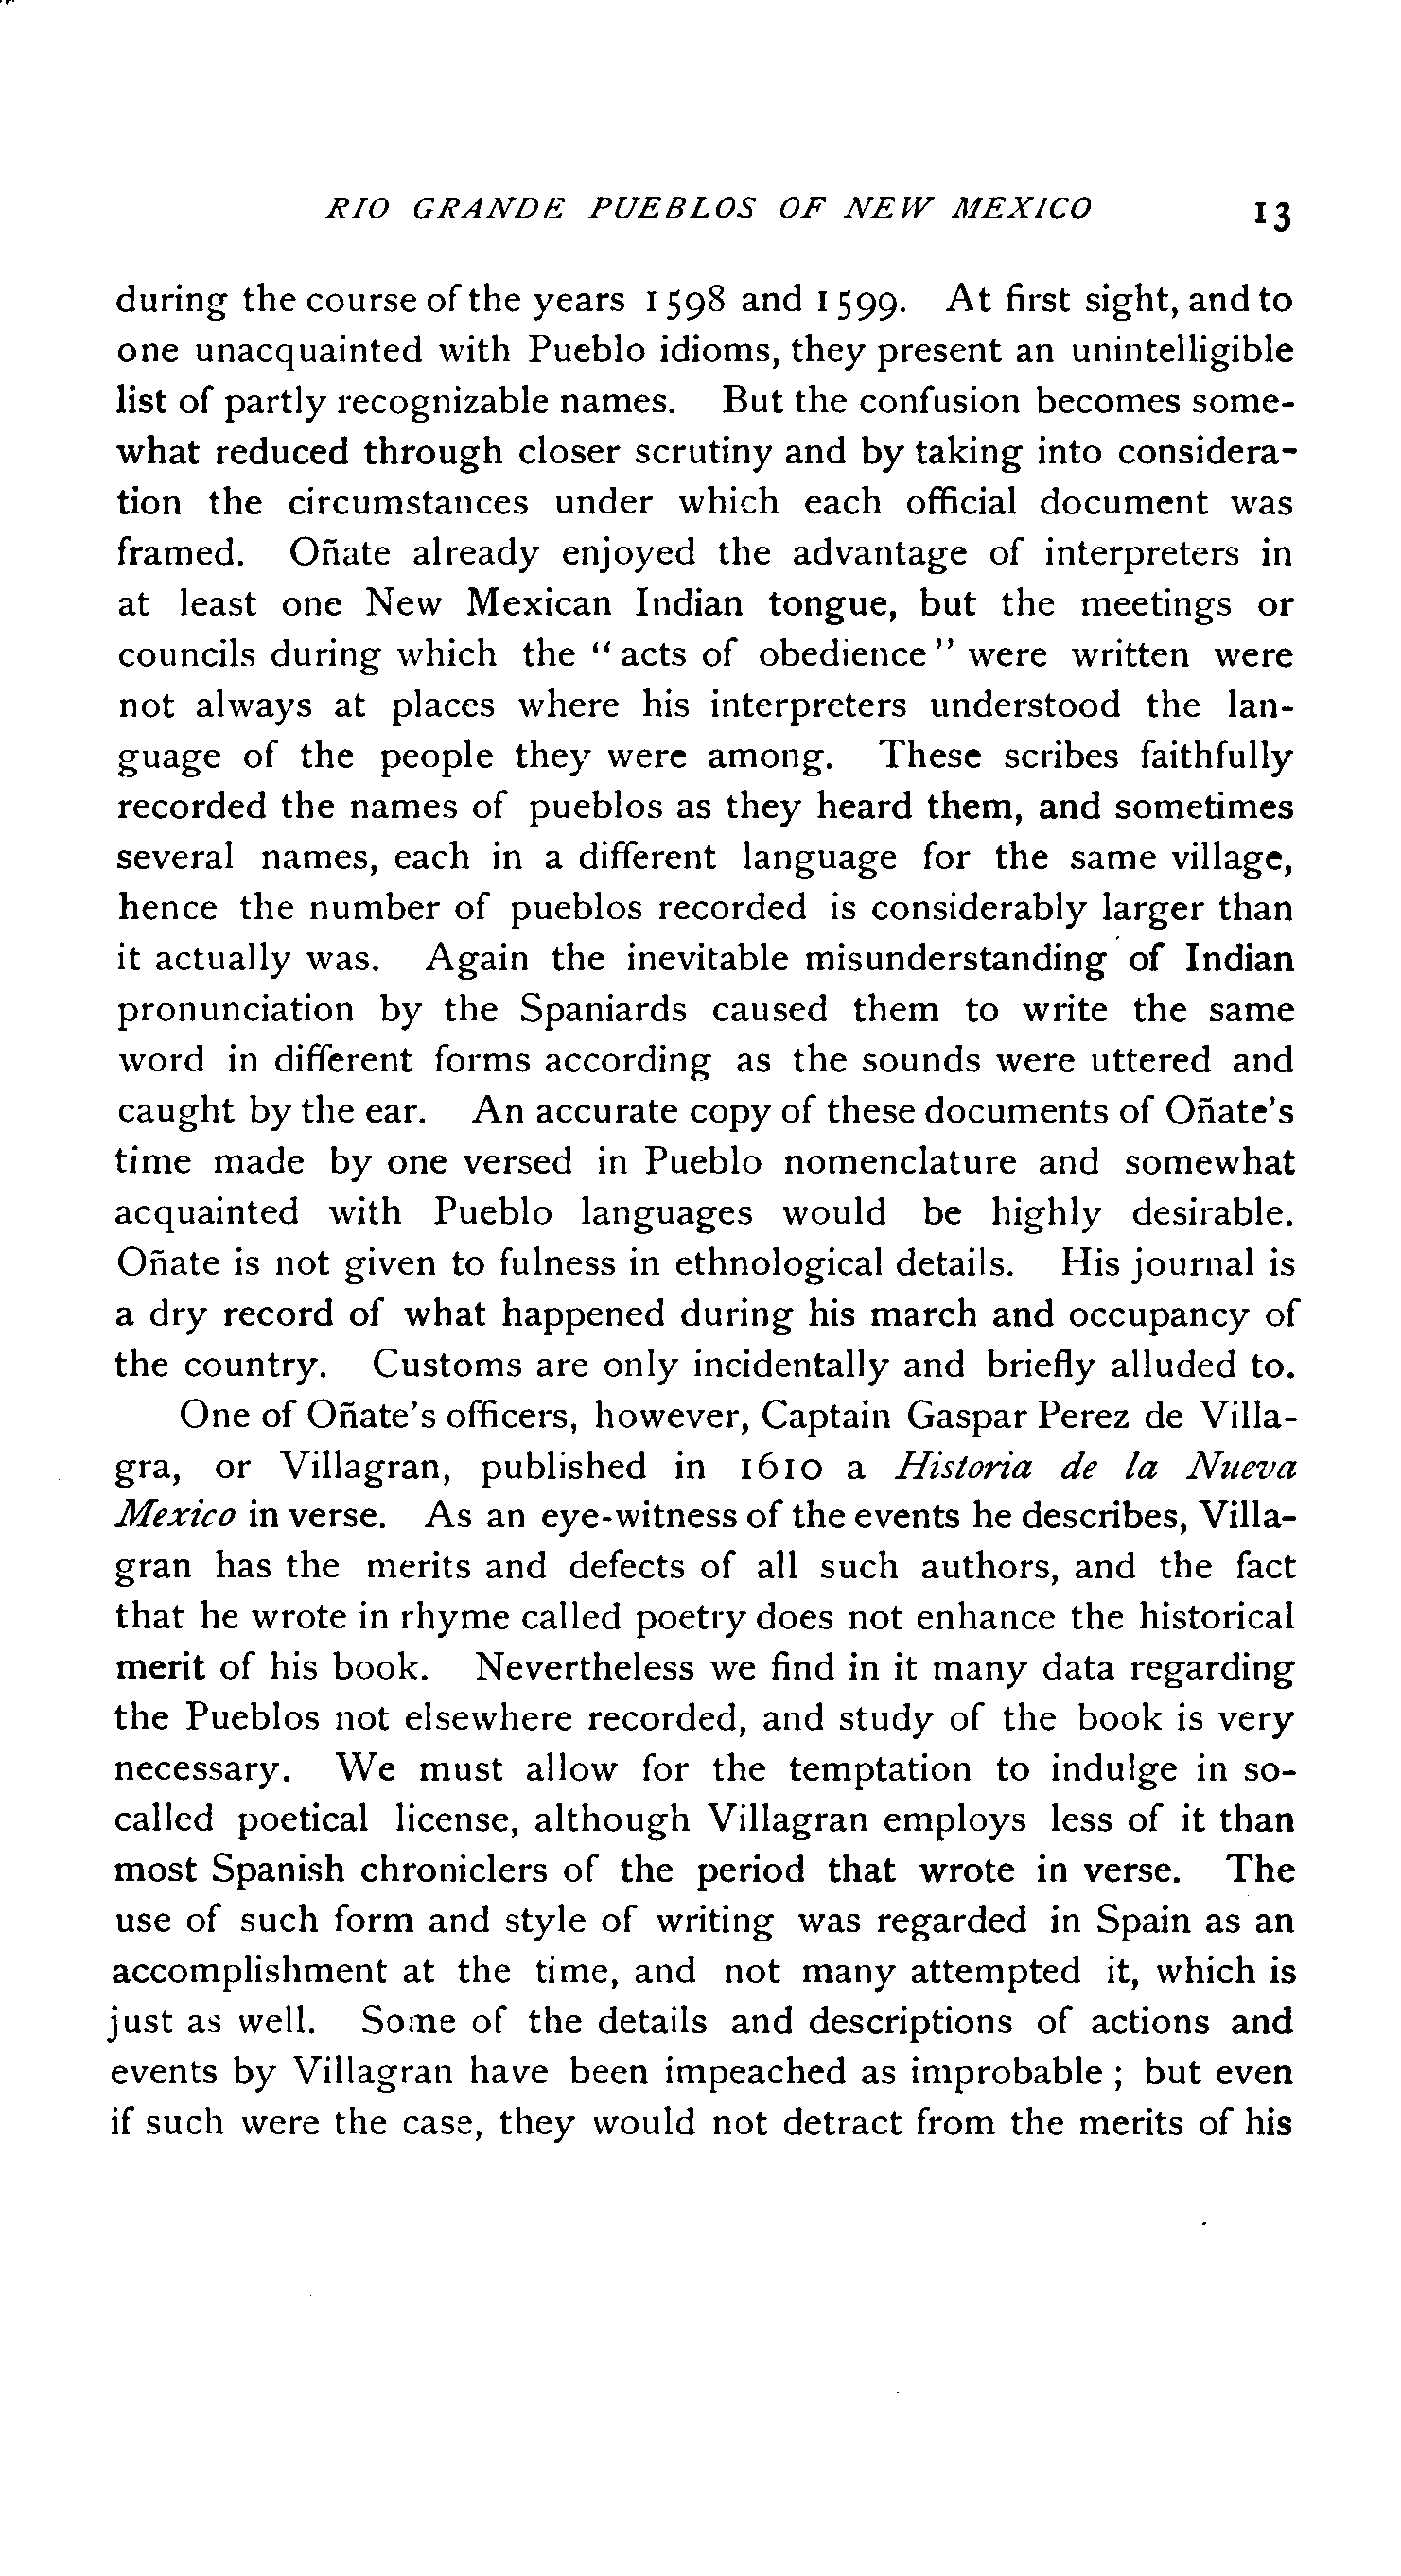 RIO GRANDE PUEBLOS OF NEW MEXICO 13
during the course of the years 1598 and 1599. At first sight, and to
one unacquainted with Pueblo idioms, they present an unintelligible
list of partly recognizable names. But the confusion becomes some-
what reduced through closer scrutiny and by taking into considera-
tion the circumstances under which each official document was
framed. Oñate already enjoyed the advantage of interpreters in
at least one New Mexican Indian tongue, but the meetings or
councils during which the "acts of obedience" were written were
not always at places where his interpreters understood the lan-
guage of the people they were among. These scribes faithfully
recorded the names of pueblos as they heard them, and sometimes
several names, each in a different language for the same village,
hence the number of pueblos recorded is considerably larger than
it actually was. Again the inevitable misunderstanding of Indian
pronunciation by the Spaniards caused them to write the same
word in different forms according as the sounds were uttered and
caught by the ear. An accurate copy of these documents of Oñate's
time made by one versed in Pueblo nomenclature and somewhat
acquainted with Pueblo languages would be highly desirable.
Oñate is not given to fulness in ethnological details. His journal is
a dry record of what happened during his march and occupancy of
the country. Customs are only incidentally and briefly alluded to.
One of Oñate's officers, however, Captain Gaspar Perez de Villa-
gra, or Villagran, published in 1610 a Historia de la Nueva
Mexico in verse. As an eye-witness of the events he describes, Villa-
gran has the merits and defects of all such authors, and the fact
that he wrote in rhyme called poetry does not enhance the historical
merit of his book. Nevertheless we find in it many data regarding
the Pueblos not elsewhere recorded, and study of the book is very
necessary. We must allow for the temptation to indulge in so-
called poetical license, although Villagran employs less of it than
most Spanish chroniclers of the period that wrote in verse. The
use of such form and style of writing was regarded in Spain as an
accomplishment at the time, and not many attempted it, which is
just as well. Some of the details and descriptions of actions and
events by Villagran have been impeached as improbable; but even
if such were the case, they would not detract from the merits of his